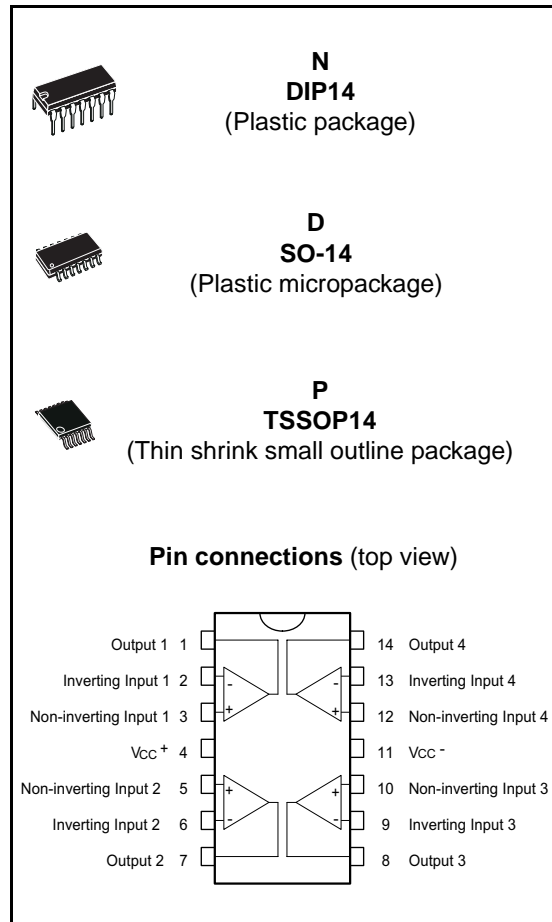 N
DIP14
(Plastic package)
D
SO-14
(Plastic micropackage)
P
TSSOP14
(Thin shrink small outline package)
Pin connections (top view)
Output 1 1
Inverting Input 1 2
Non-inverting Input 1 3
VCC + 4
Non-inverting Input 2 5
Inverting Input 2 6
Output 2 7
14 Output 4
13 Inverting Input 4
12 Non-inverting Input 4
11 VCC -
10 Non-inverting Input 3
9 Inverting Input 3
8 Output 3
-
+
+
-
-
+
+
-